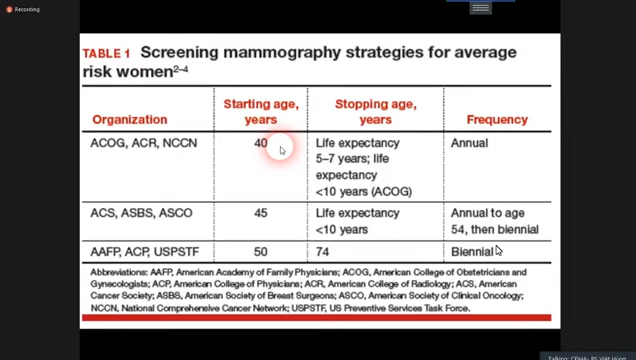 Recording
TABLE 1 Screening mammography strategies for average
risk women2–4
Organization
Starting age,
years
Stopping age,
years
Frequency
ACOG, ACR, NCCN
40
Life expectancy
5–7 years; life
expectancy
<10 years (ACOG)
Annual
ACS, ASBS, ASCO
45
Life expectancy
<10 years
Annual to age
54, then biennial
AAFP, ACP, USPSTF
50
74
Biennial
Abbreviations: AAFP, American Academy of Family Physicians; ACOG, American College of Obstetricians and
Gynecologists; ACP, American College of Physicians; ACR, American College of Radiology; ACS, American
Cancer Society; ASBS, American Society of Breast Surgeons; ASCO, American Society of Clinical Oncology;
NCCN, National Comprehensive Cancer Network; USPSTF, US Preventive Services Task Force.